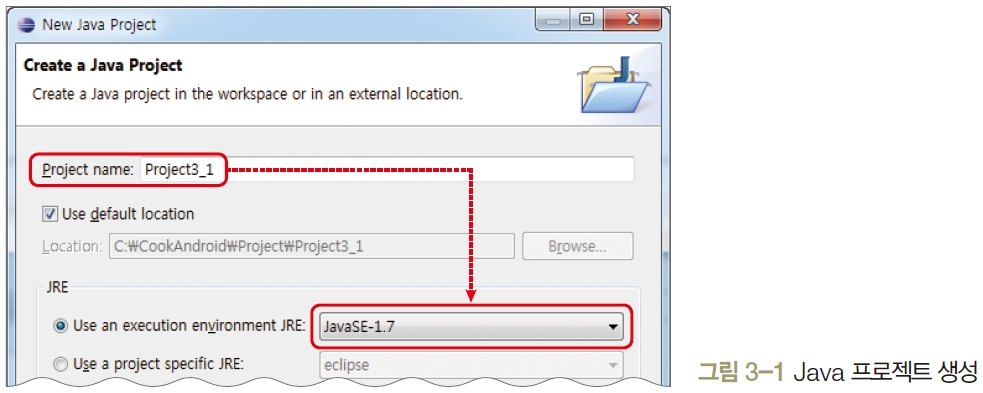 New Java Project
Create a Java Project
Create a Java project in the workspace or in an external location.
Project name: Project3_1
Use default location
Location: C:₩CookAndroid₩Project₩Project3_1 Browse...
JRE
Use an execution environment JRE: JavaSE-1.7
Use a project specific JRE: eclipse
그림 3-1 Java 프로젝트 생성